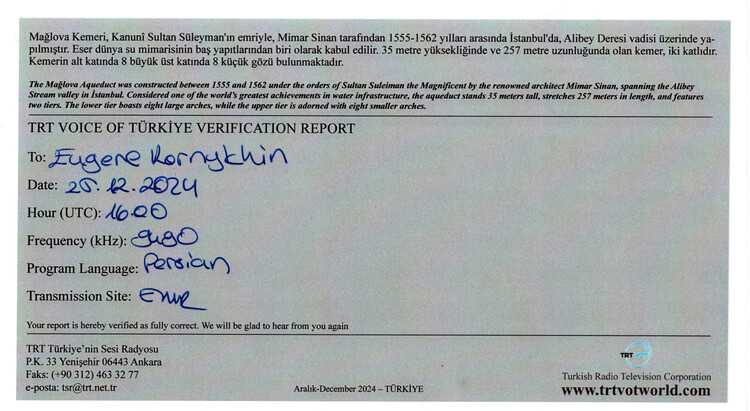 Mağlova Kemeri, Kanunî Sultan Süleyman'ın emriyle, Mimar Sinan tarafından 1555-1562 yılları arasında İstanbul'da, Alibey Deresi vadisi üzerinde ya-
pılmıştır. Eser dünya su mimarisinin baş yapıtlarından biri olarak kabul edilir. 35 metre yüksekliğinde ve 257 metre uzunluğunda olan kemer, iki katlıdır.
Kemerin alt katında 8 büyük üst katında 8 küçük gözü bulunmaktadır.
The Mağlova Aqueduct was constructed between 1555 and 1562 under the orders of Sultan Suleiman the Magnificent by the renowned architect Mimar Sinan, spanning the Alibey
Stream valley in İstanbul. Considered one of the world's greatest achievements in water infrastructure, the aqueduct stands 35 meters tall, stretches 257 meters in length, and features
two tiers. The lower tier boasts eight large arches, while the upper tier is adorned with eight smaller arches.
TRT VOICE OF TÜRKİYE VERIFICATION REPORT
To: Eugene Kornykhin
Date: 25.12.2024
Hour (UTC): 16.00
Frequency (kHz):
Program Language: Persian
Transmission Site: Emir
Your report is hereby verified as fully correct. We will be glad to hear from you again
TRT Türkiye'nin Sesi Radyosu
P.K. 33 Yenişehir 06443 Ankara
Faks: (+90 312) 463 32 77
e-posta: tsr@trt.net.tr
Aralık-December 2024 – TÜRKİYE
TRT
Turkish Radio Television Corporation
www.trtvotworld.com